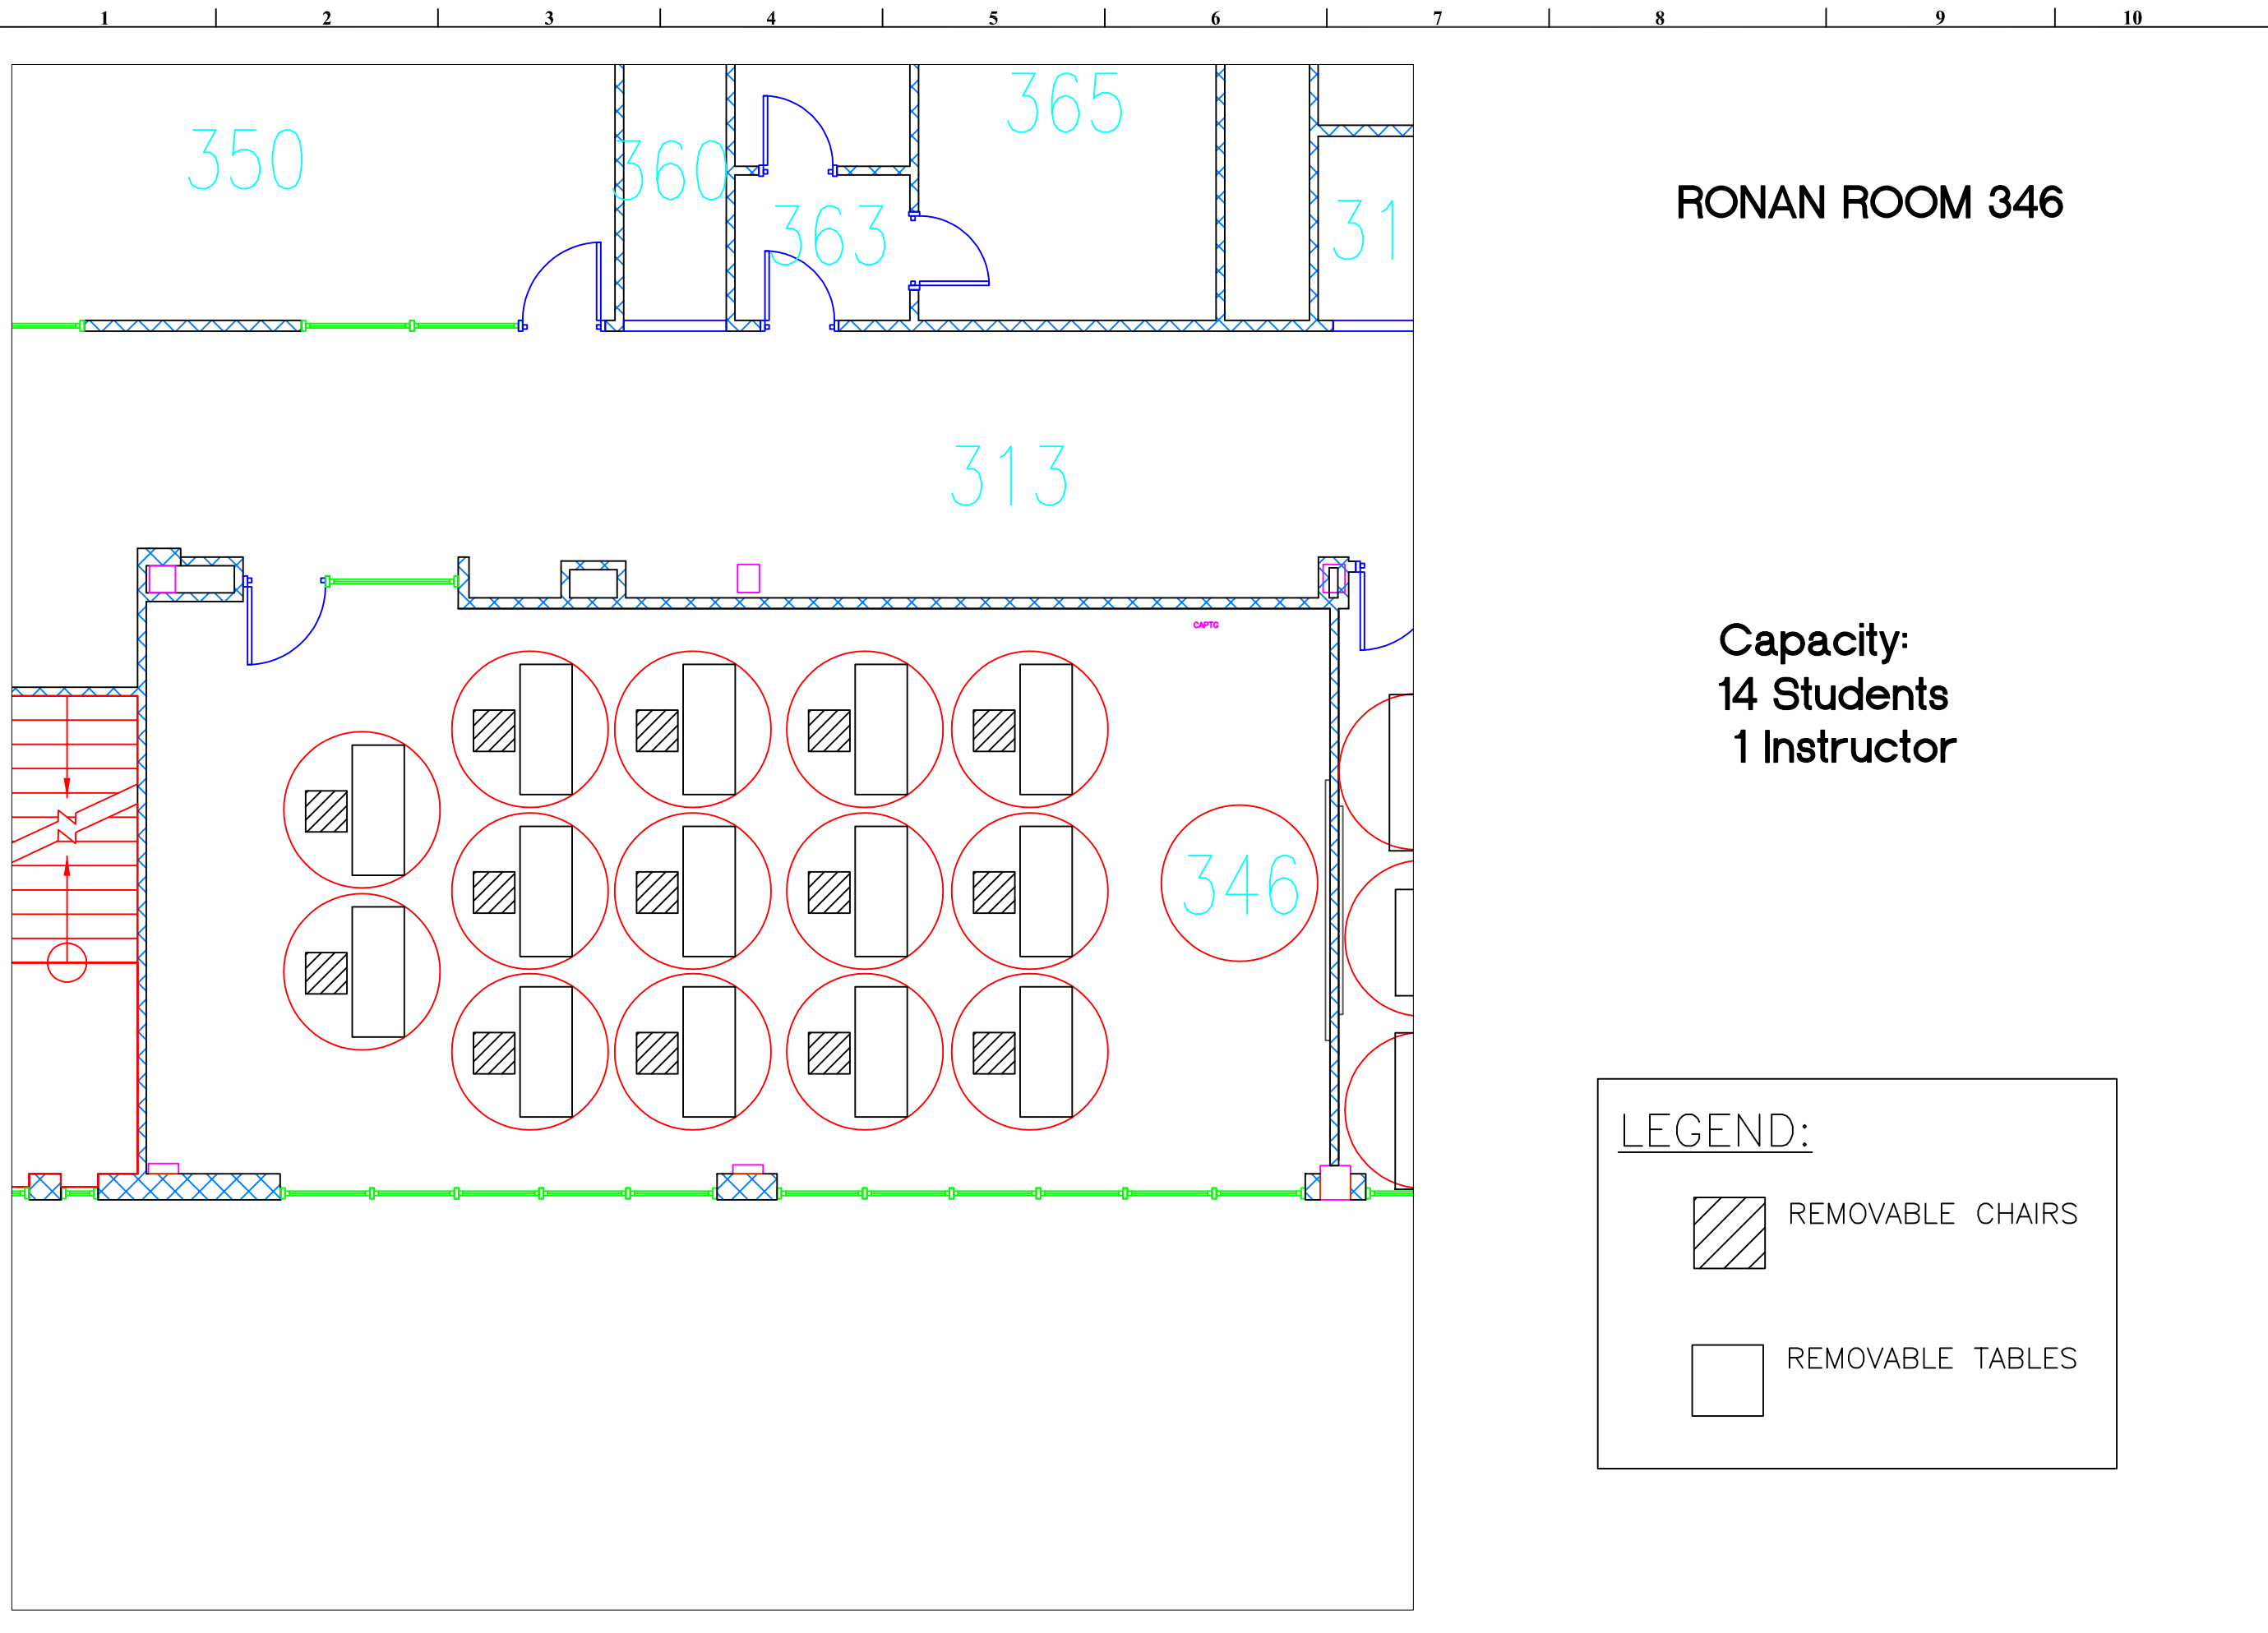 1 2 3 4 5 6 7 8 9 10
365
350
360
RONAN ROOM 346
363
31
313
CAPTG
Capacity:
14 Students
1 Instructor
346
LEGEND:
REMOVABLE CHAIRS
REMOVABLE TABLES